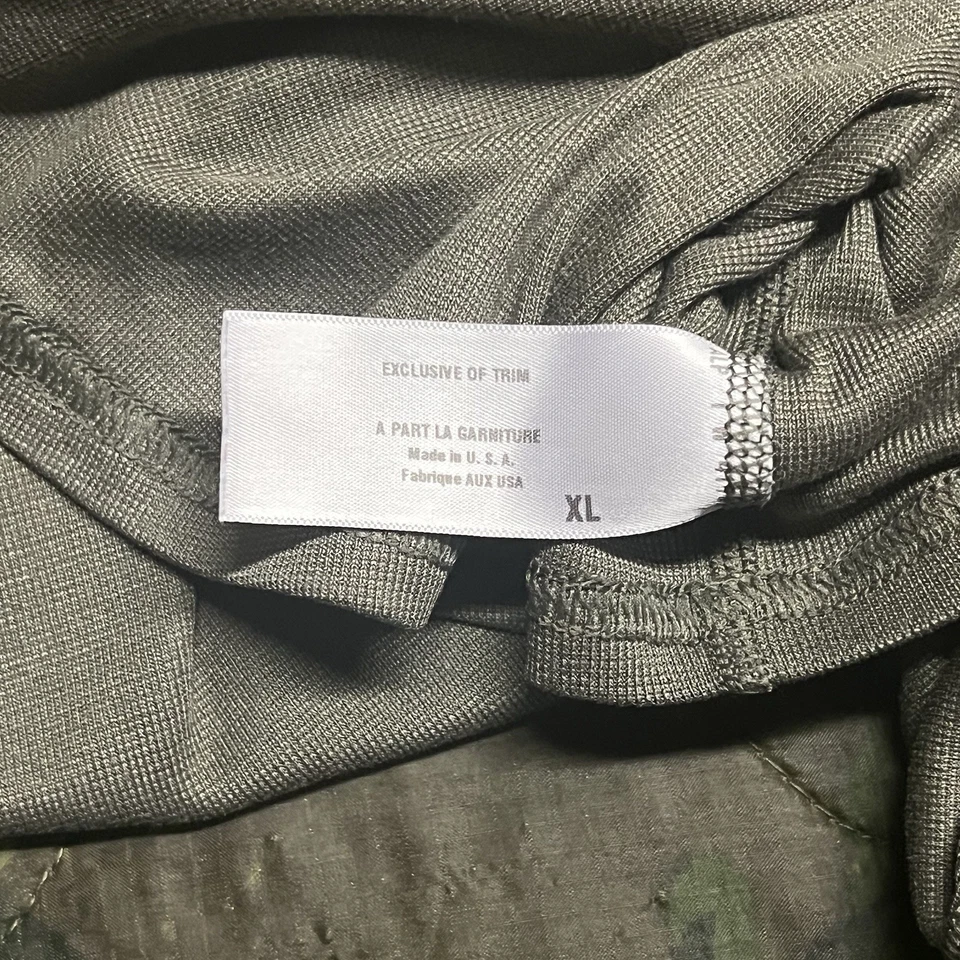 EXCLUSIVE OF TRIM
A PART LA GARNITURE
Made in U. S. A.
Fabrique AUX USA
XL